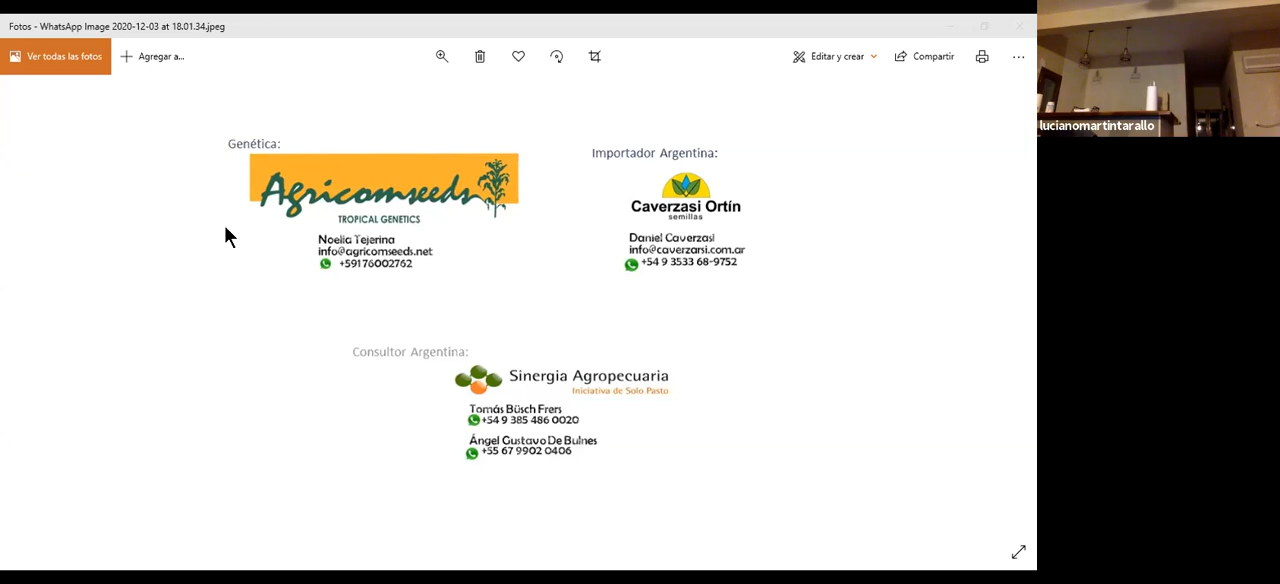 Fotos - WhatsApp Image 2020-12-03 at 18.01.34.jpeg
Ver todas las fotos
Agregar a...
Editar y crear
Compartir
lucianomartintarallo
Genética:
Agricomseeds
TROPICAL GENETICS
Noelia Tejerina
info@agricomseeds.net
+59176002762
Importador Argentina:
Caverzasi Ortín
semillas
Daniel Caverzasi
info@caverzarsi.com.ar
+54 9 3533 68-9752
Consultor Argentina:
Sinergia Agropecuaria
Iniciativa de Solo Pasto
Tomás Büsch Frers
+54 9 385 486 0020
Ángel Gustavo De Bulnes
+55 67 9902 0406